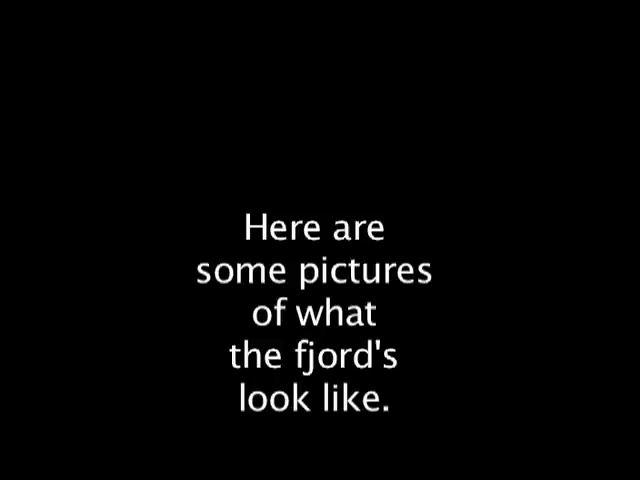 Here are
some pictures
of what
the fjord's
look like.